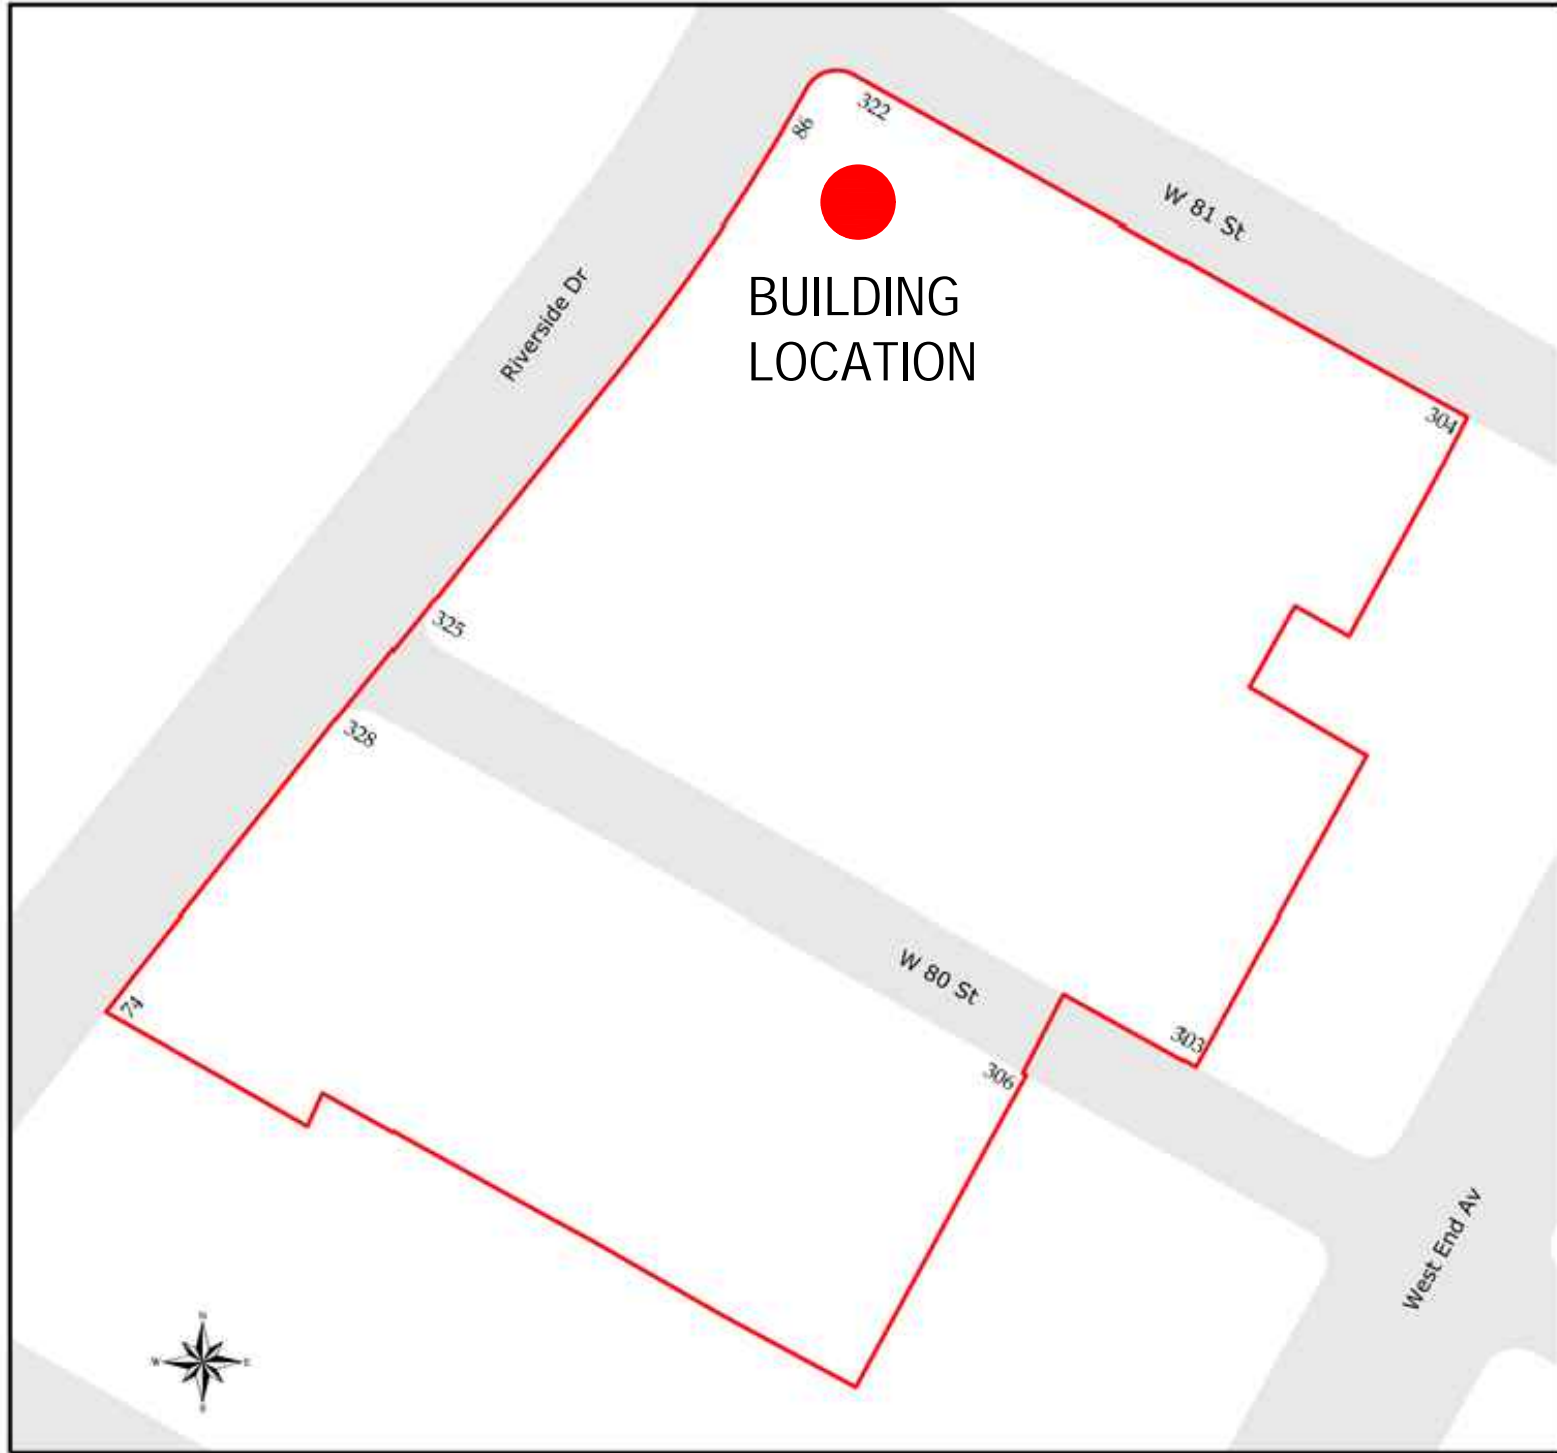 322
86
W 81 St
BUILDING
LOCATION
Riverside Dr
304
325
328
W 80 St
74
303
306
West End Av
N
W
E
S